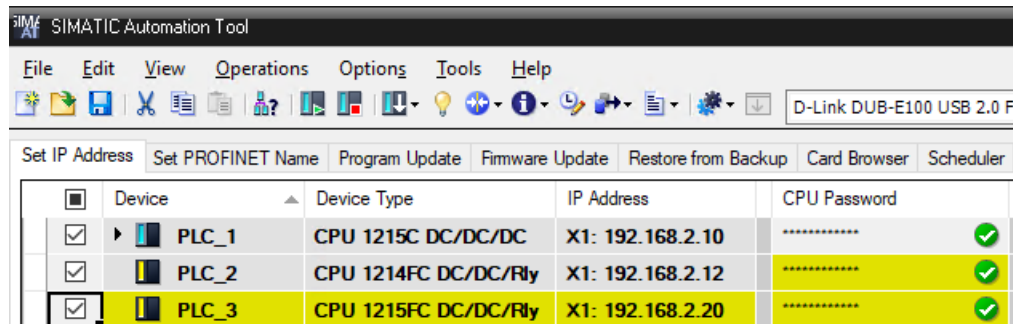 SIMATIC Automation Tool
File Edit View Operations Options Tools Help
D-Link DUB-E100 USB 2.0 F
Set IP Address Set PROFINET Name Program Update Firmware Update Restore from Backup Card Browser Scheduler
Device Device Type IP Address CPU Password
PLC_1 CPU 1215C DC/DC/DC X1: 192.168.2.10 ************
PLC_2 CPU 1214FC DC/DC/Rly X1: 192.168.2.12 ************
PLC_3 CPU 1215FC DC/DC/Rly X1: 192.168.2.20 ************